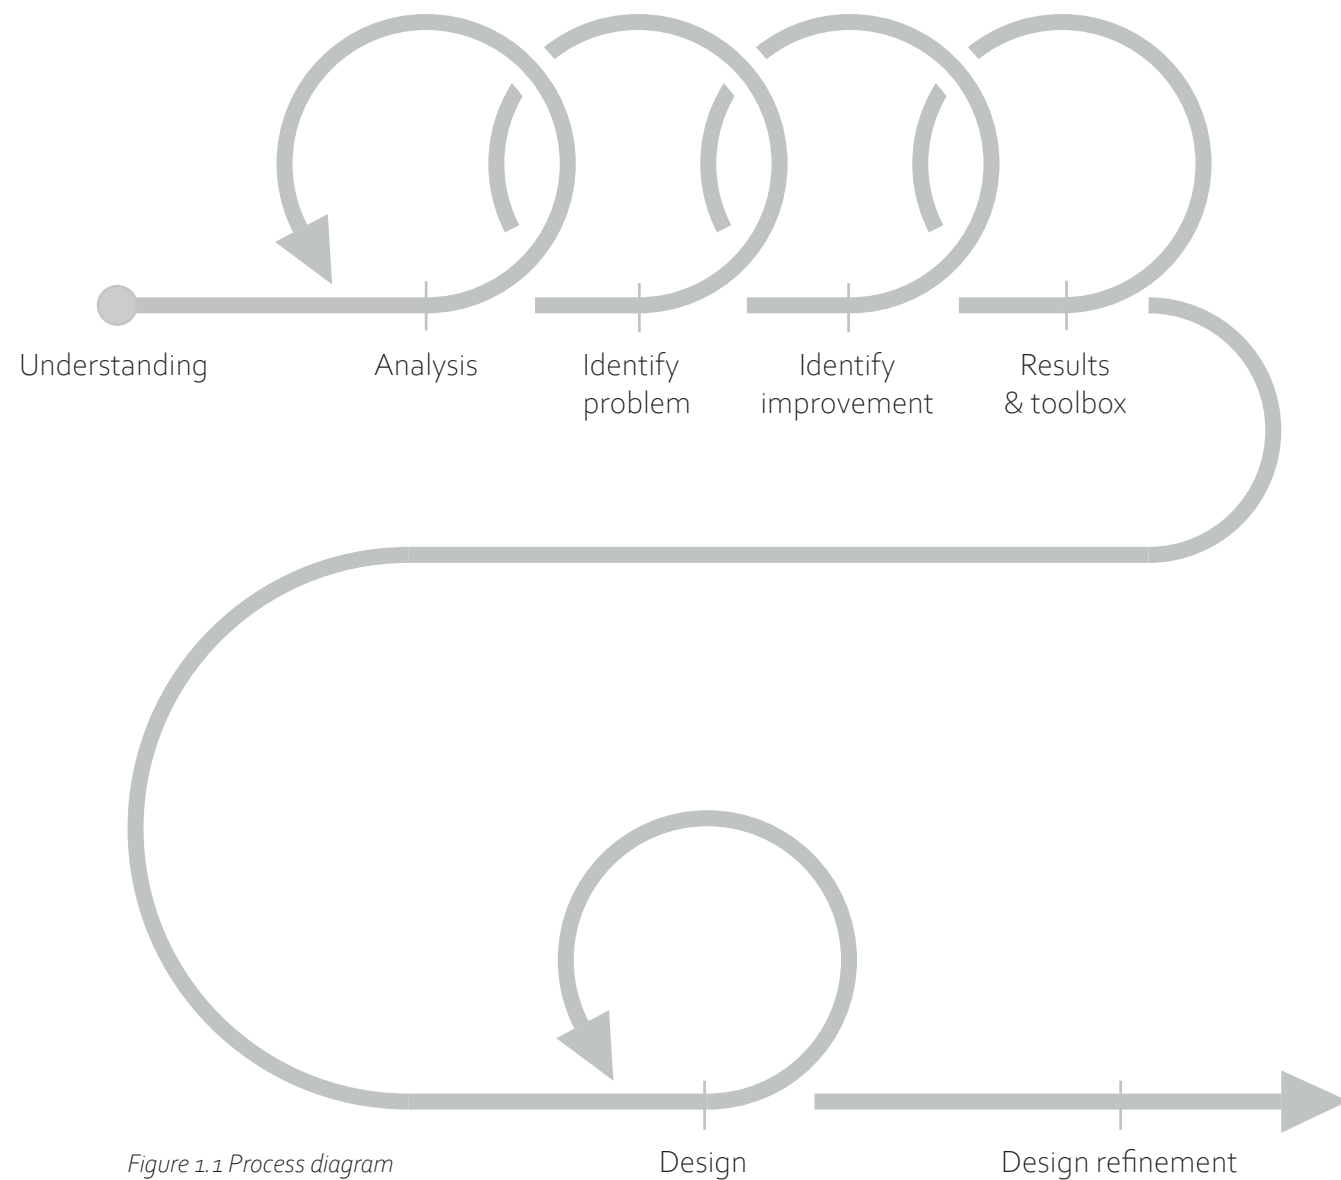 Understanding
Analysis
Identify
problem
Identify
improvement
Results
& toolbox
Design
Design refinement
Figure 1.1 Process diagram